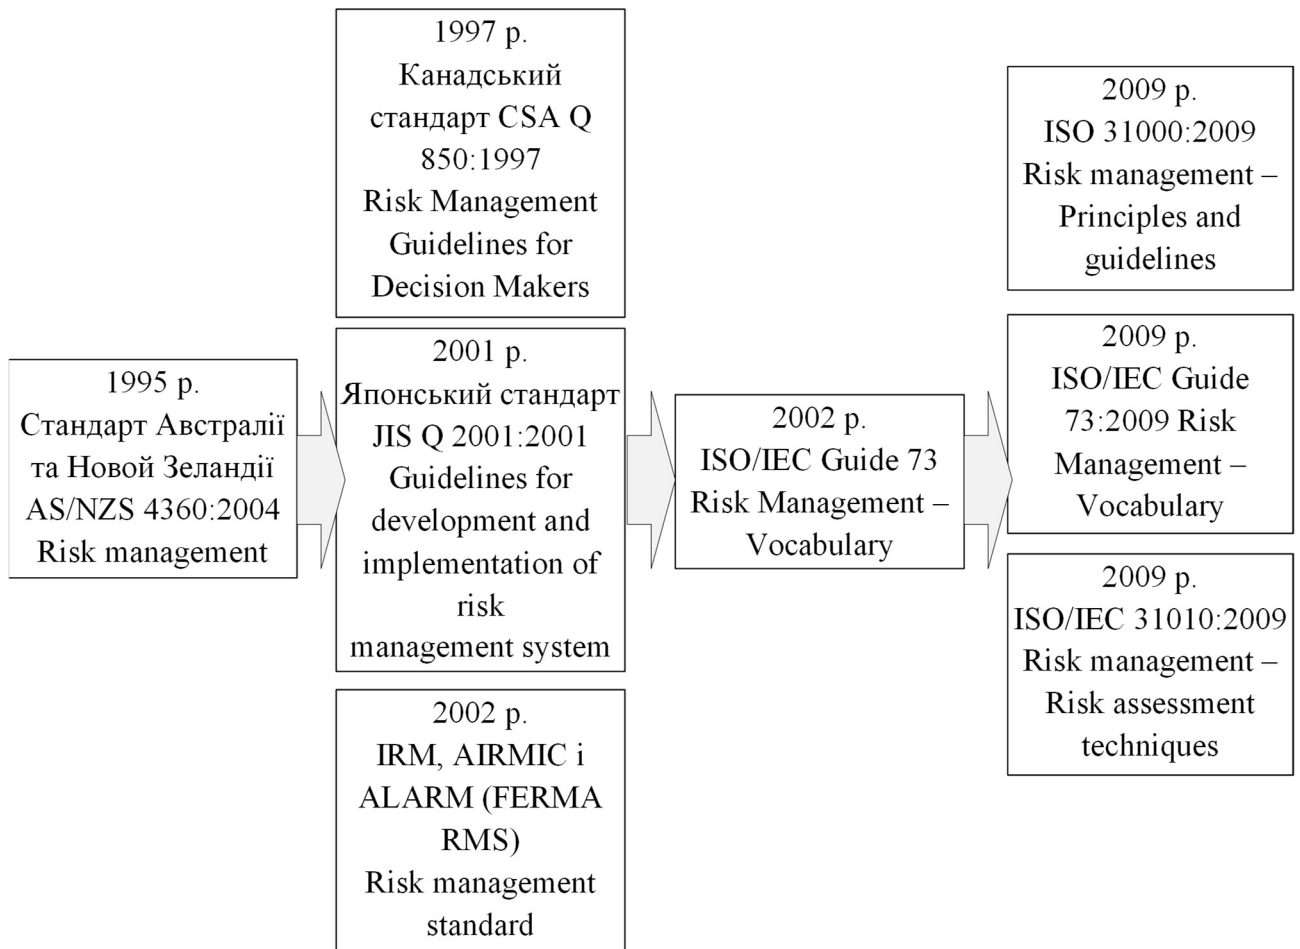 1995 р.
Стандарт Австралії
та Новой Зеландії
AS/NZS 4360:2004
Risk management
1997 р.
Канадський
стандарт CSA Q
850:1997
Risk Management
Guidelines for
Decision Makers
2001 р.
Японський стандарт
JIS Q 2001:2001
Guidelines for
development and
implementation of
risk
management system
2002 р.
IRM, AIRMIC і
ALARM (FERMA
RMS)
Risk management
standard
2002 р.
ISO/IEC Guide 73
Risk Management –
Vocabulary
2009 р.
ISO 31000:2009
Risk management –
Principles and
guidelines
2009 р.
ISO/IEC Guide
73:2009 Risk
Management –
Vocabulary
2009 р.
ISO/IEC 31010:2009
Risk management –
Risk assessment
techniques